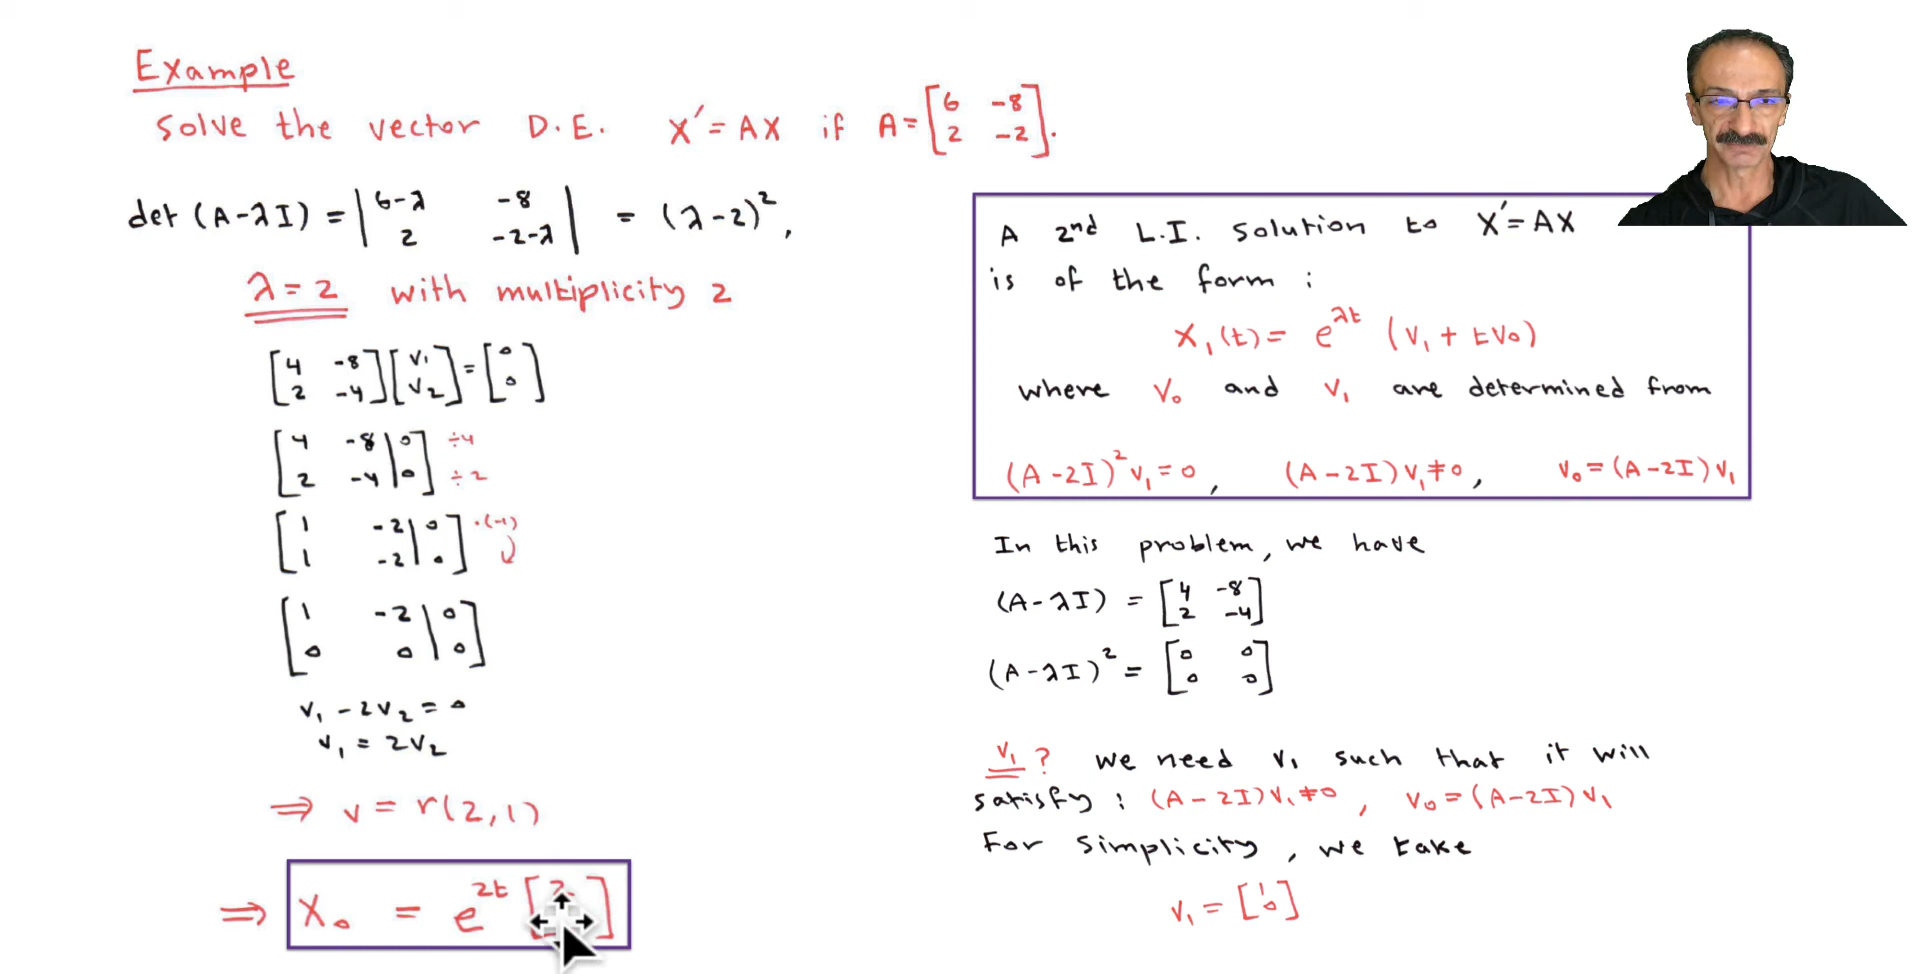 Example
Solve the vector D.E. X' = AX if A = [6 -8
2 -2].
det (A-λI) = |6-λ -8
2 -2-λ| = (λ-2)²,
λ = 2 with multiplicity 2
[4 -8
2 -4] [v₁
v₂] = [0
0]
[4 -8 | 0] ÷4
[2 -4 | 0] ÷2
[1 -2 | 0] ·(-1)
[1 -2 | 0]
[1 -2 | 0]
[0 0 | 0]
v₁ - 2v₂ = 0
v₁ = 2v₂
⇒ v = r(2,1)
⇒ X₀ = e²ᵗ [2
]
A 2nd L.I. solution to X' = AX
is of the form :
X₁(t) = e^λt (v₁ + tv₀)
where v₀ and v₁ are determined from
(A-2I)²v₁ = 0, (A-2I)v₁ ≠ 0, v₀ = (A-2I)v₁
In this problem, we have
(A-λI) = [4 -8
2 -4]
(A-λI)² = [0 0
0 0]
v₁ ? we need v₁ such that it will
satisfy : (A-2I)v₁ ≠ 0, v₀ = (A-2I)v₁
For simplicity, we take
v₁ = [1
0]